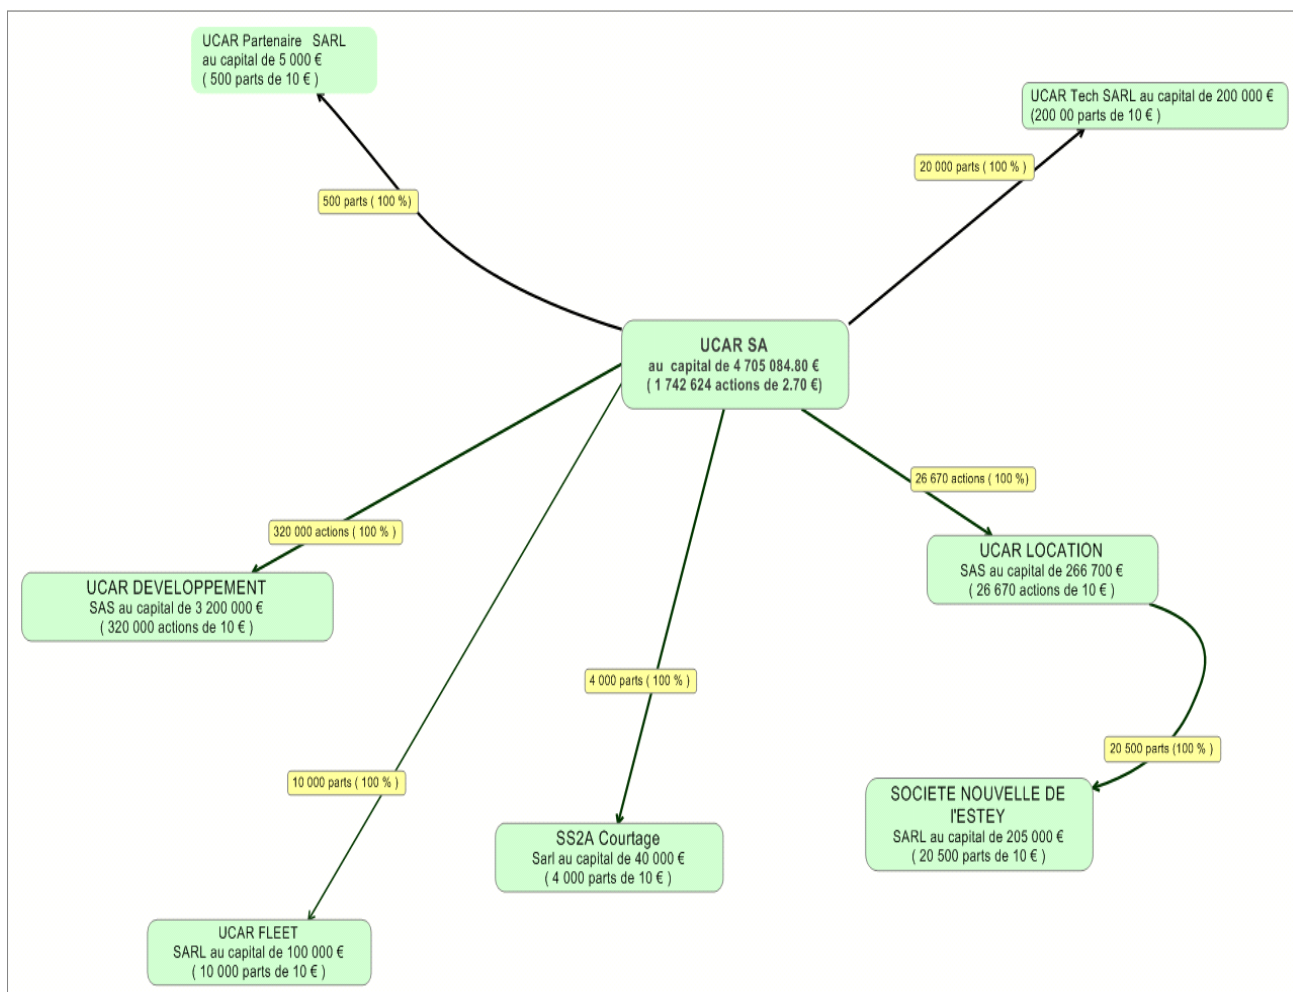 UCAR Partenaire SARL
au capital de 5 000 €
( 500 parts de 10 € )
UCAR Tech SARL au capital de 200 000 €
(200 00 parts de 10 € )
20 000 parts ( 100 % )
500 parts ( 100 %)
UCAR SA
au capital de 4 705 084.80 €
( 1 742 624 actions de 2.70 €)
26 670 actions ( 100 %)
320 000 actions ( 100 % )
UCAR LOCATION
SAS au capital de 266 700 €
( 26 670 actions de 10 € )
UCAR DEVELOPPEMENT
SAS au capital de 3 200 000 €
( 320 000 actions de 10 € )
4 000 parts ( 100 % )
20 500 parts (100 % )
10 000 parts ( 100 % )
SOCIETE NOUVELLE DE
l'ESTEY
SARL au capital de 205 000 €
( 20 500 parts de 10 € )
SS2A Courtage
Sarl au capital de 40 000 €
( 4 000 parts de 10 € )
UCAR FLEET
SARL au capital de 100 000 €
( 10 000 parts de 10 € )